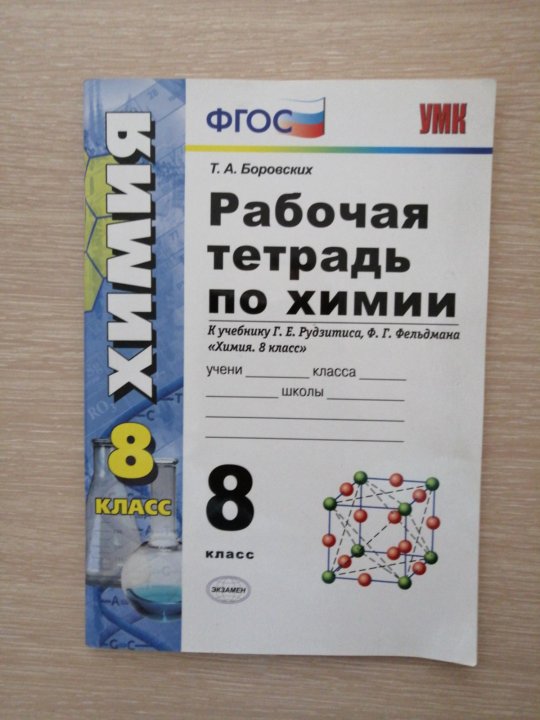 ФГОС
УМК
Т. А. Боровских
Рабочая
тетрадь
по химии
К учебнику Г. Е. Рудзитиса, Ф. Г. Фельдмана
«Химия. 8 класс»
учени класса
школы
8
класс
ЭКЗАМЕН
ХИМИЯ
8
КЛАСС
RO
C
T
A
G
C